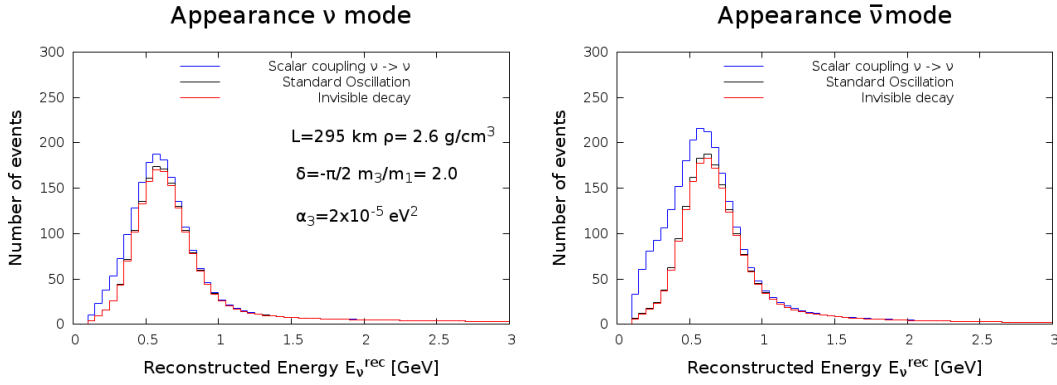 Appearance ν mode
300
250
200
150
100
50
0
Number of events
Scalar coupling ν -> ν
Standard Oscillation
Invisible decay
L=295 km ρ= 2.6 g/cm³
δ=-π/2 m₃/m₁= 2.0
α₃=2x10⁻⁵ eV²
0 0.5 1 1.5 2 2.5 3
Reconstructed Energy Eᵥʳᵉᶜ [GeV]
Appearance ν̄mode
300
250
200
150
100
50
0
Number of events
Scalar coupling ν -> ν
Standard Oscillation
Invisible decay
0 0.5 1 1.5 2 2.5 3
Reconstructed Energy Eᵥʳᵉᶜ [GeV]